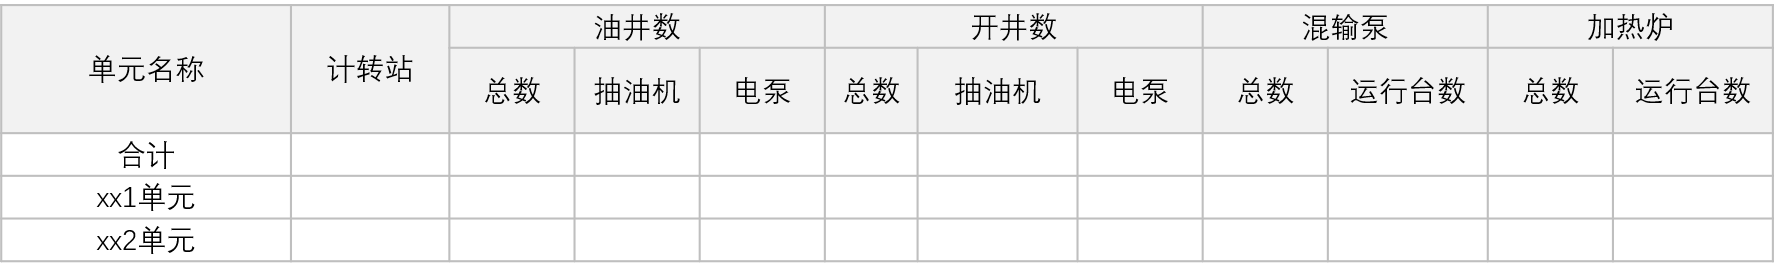 单元名称 计转站 油井数 开井数 混输泵 加热炉
总数 抽油机 电泵 总数 抽油机 电泵 总数 运行台数 总数 运行台数
合计
xx1单元
xx2单元